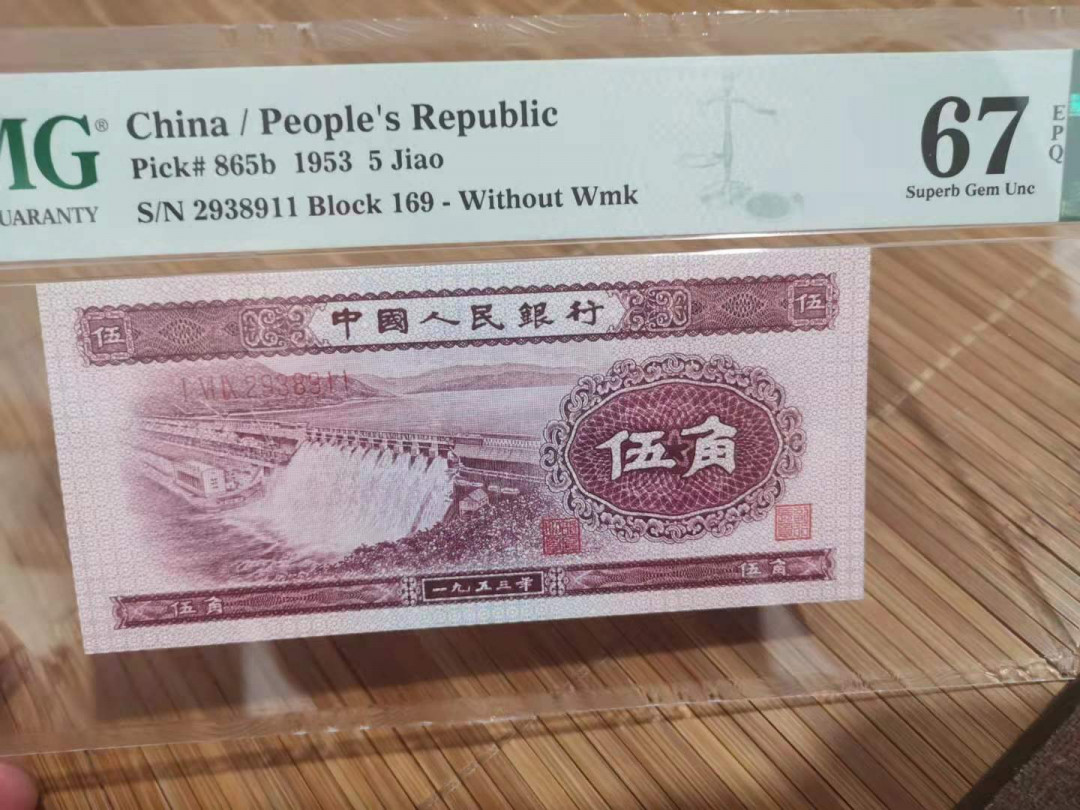 MG®
China / People's Republic
Pick# 865b 1953 5 Jiao
UARANTY
S/N 2938911 Block 169 - Without Wmk
67
EPQ
Superb Gem Unc
伍
中國人民銀行
伍
2938911
伍角
伍角
一九五三年
伍角